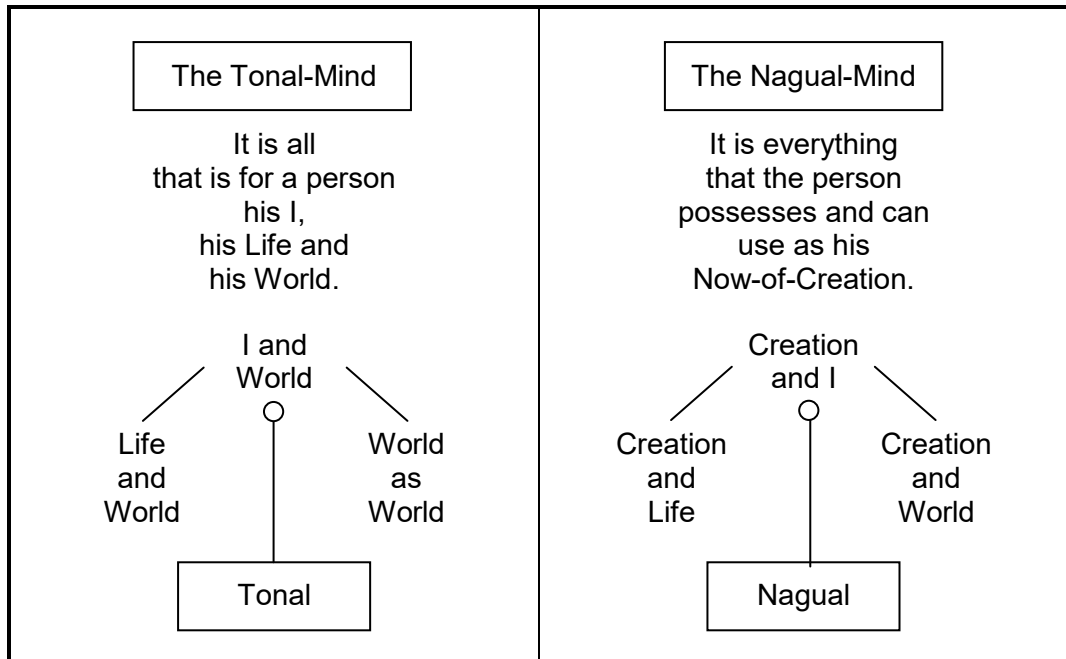 The Tonal-Mind
It is all
that is for a person
his I,
his Life and
his World.
I and
World
Life
and
World
World
as
World
Tonal
The Nagual-Mind
It is everything
that the person
possesses and can
use as his
Now-of-Creation.
Creation
and I
Creation
and
Life
Creation
and
World
Nagual